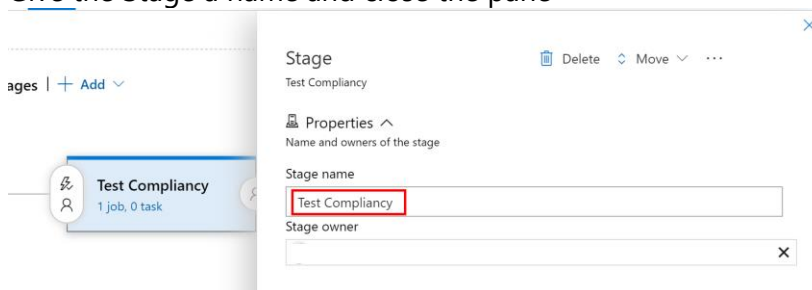 Give the Stage a name and close the pane
Stage
Delete Move ...
Test Compliancy
ages | + Add
Properties
Name and owners of the stage
Stage name
Test Compliancy
1 job, 0 task
Test Compliancy
Stage owner